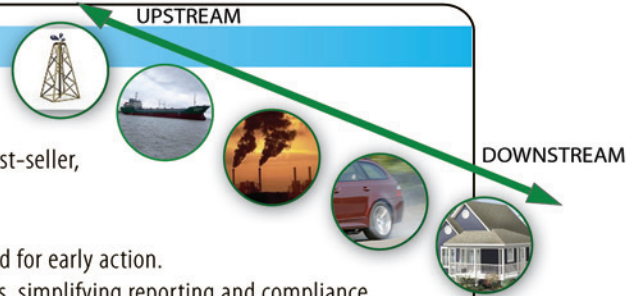 UPSTREAM
st-seller,
DOWNSTREAM
d for early action.
s, simplifying reporting and compliance